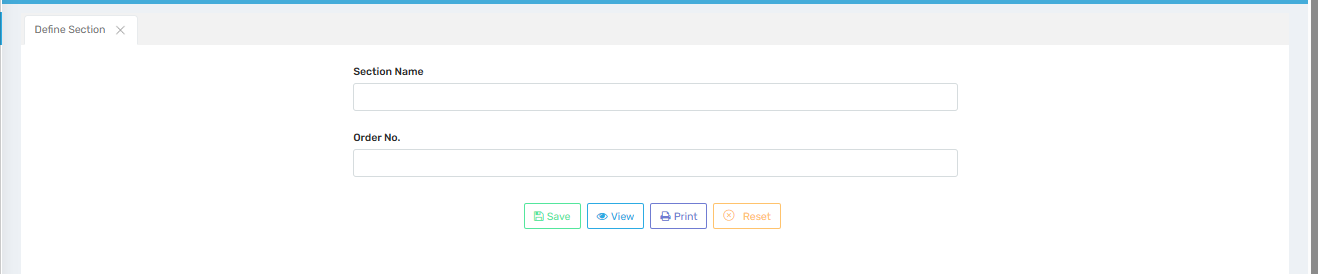 Define Section
Section Name
Order No.
Save View Print Reset